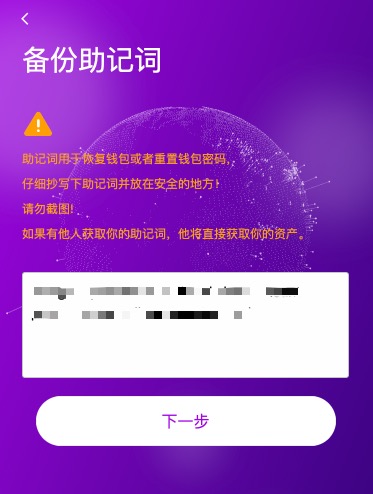 备份助记词
助记词用于恢复钱包或者重置钱包密码，
仔细抄写下助记词并放在安全的地方！
请勿截图！
如果有他人获取你的助记词，他将直接获取你的资产。
下一步